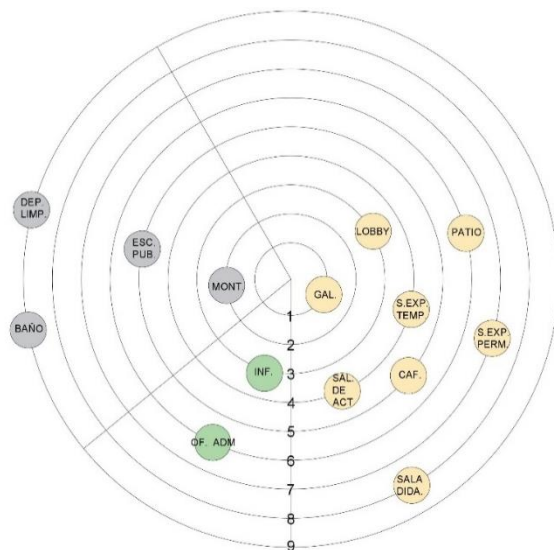 DEP.
LIMP.
ESC.
PUB.
LOBBY
PATIO
MONT.
GAL.
S.EXP.
TEMP.
BAÑO
S.EXP.
PERM.
INF.
SAL.
DE
ACT.
CAF.
OF. ADM
SALA
DIDA.
1
2
3
4
5
6
7
8
9